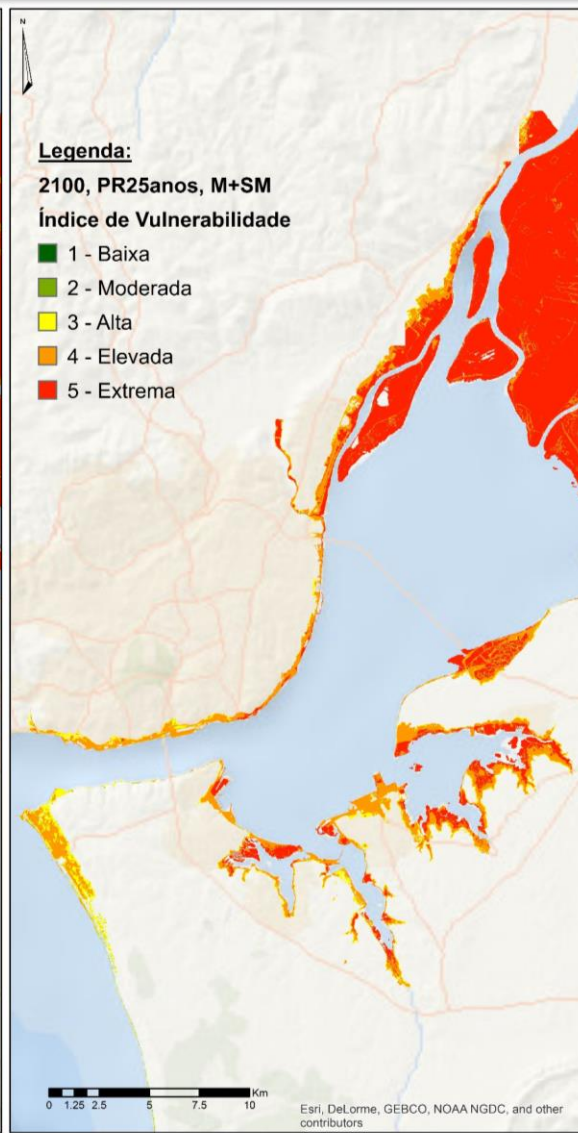 N
Legenda:
2100, PR25anos, M+SM
Índice de Vulnerabilidade
1 - Baixa
2 - Moderada
3 - Alta
4 - Elevada
5 - Extrema
Km
0 1.25 2.5 5 7.5 10
Esri, DeLorme, GEBCO, NOAA NGDC, and other
contributors